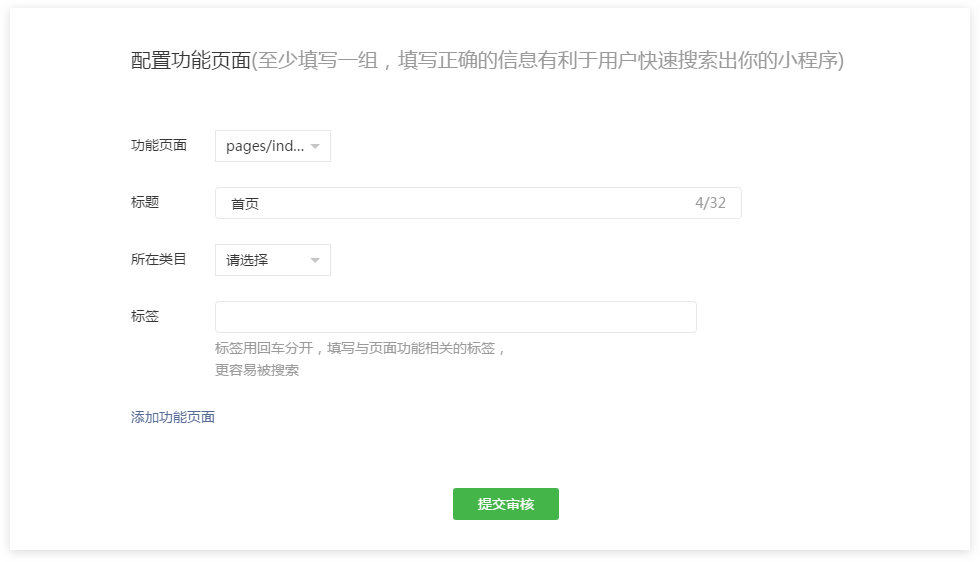 配置功能页面(至少填写一组，填写正确的信息有利于用户快速搜索出你的小程序)
功能页面 pages/ind...
标题 首页 4/32
所在类目 请选择
标签
标签用回车分开，填写与页面功能相关的标签，
更容易被搜索
添加功能页面
提交审核